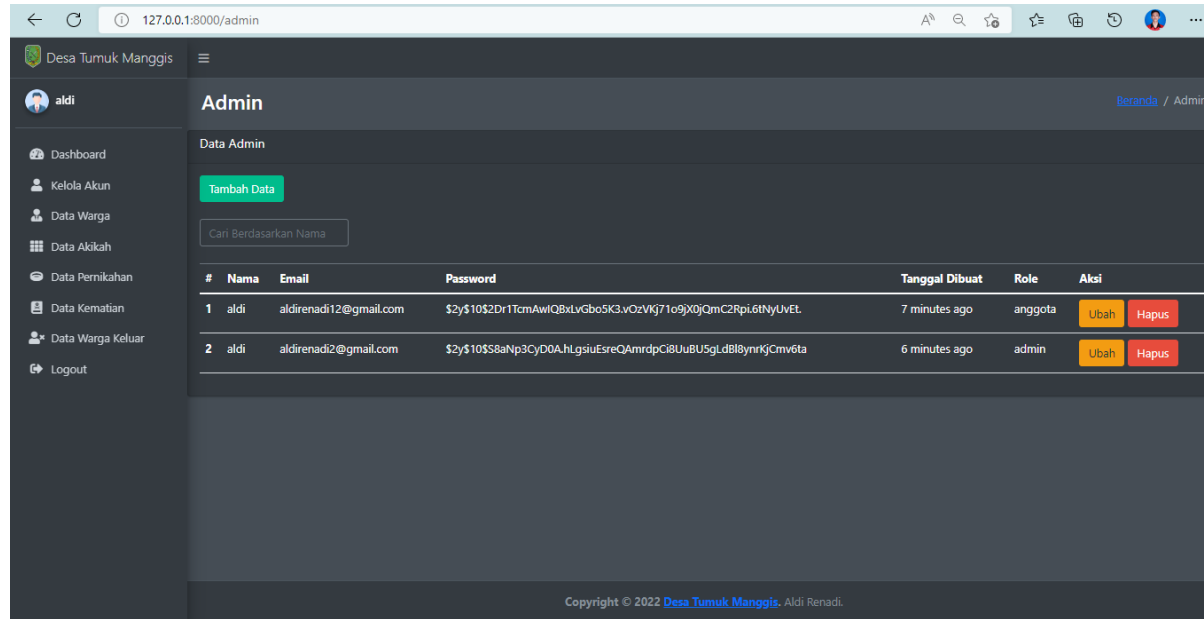 127.0.0.1:8000/admin
Desa Tumuk Manggis
aldi
Dashboard
Kelola Akun
Data Warga
Data Akikah
Data Pernikahan
Data Kematian
Data Warga Keluar
Logout
Admin
Beranda / Admin
Data Admin
Tambah Data
Cari Berdasarkan Nama
# Nama Email Password Tanggal Dibuat Role Aksi
1 aldi aldirenadi12@gmail.com $2y$10$2Dr1TcmAwIQBxLvGbo5K3.vOzVKj71o9jX0jQmC2Rpi.6tNyUvEt. 7 minutes ago anggota Ubah Hapus
2 aldi aldirenadi2@gmail.com $2y$10$S8aNp3CyD0A.hLgsiuEsreQAmrdpCi8UuBU5gLdBl8ynrKjCmv6ta 6 minutes ago admin Ubah Hapus
Copyright © 2022 Desa Tumuk Manggis. Aldi Renadi.